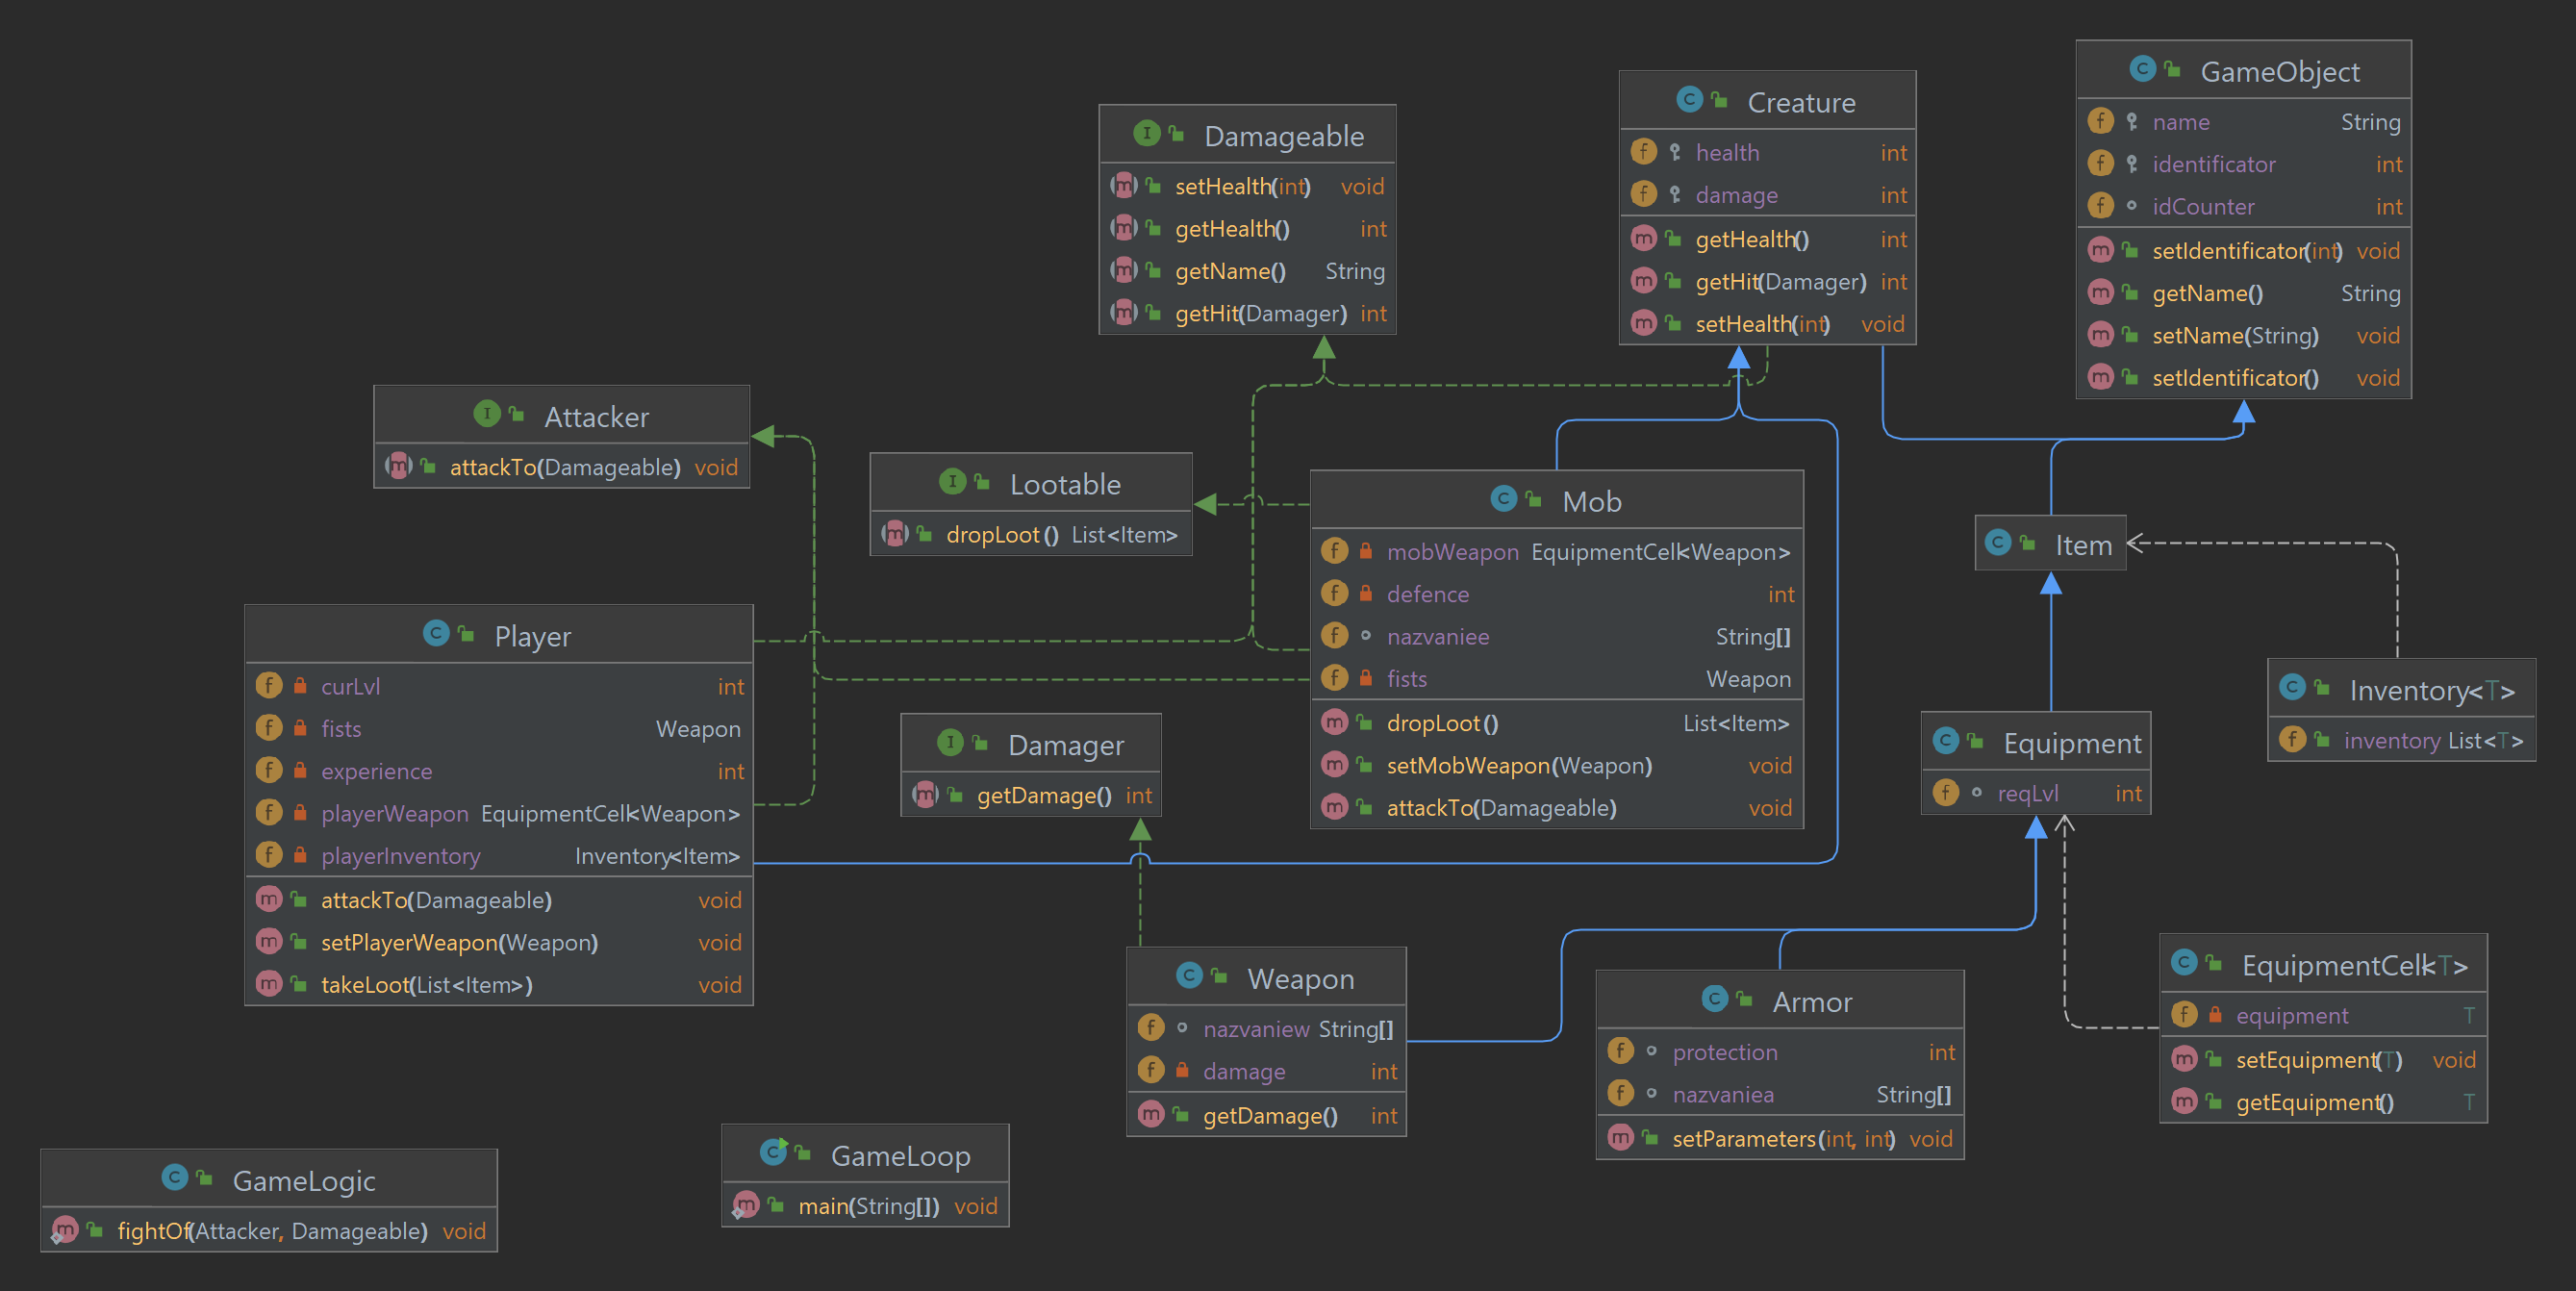 GameObject
name String
identificator int
idCounter int
setIdentificator(int) void
getName() String
setName(String) void
setIdentificator() void
Creature
health int
damage int
getHealth() int
getHit(Damager) int
setHealth(int) void
Damageable
setHealth(int) void
getHealth() int
getName() String
getHit(Damager) int
Attacker
attackTo(Damageable) void
Lootable
dropLoot() List<Item>
Mob
mobWeapon EquipmentCell<Weapon>
defence int
nazvaniee String[]
fists Weapon
dropLoot() List<Item>
setMobWeapon(Weapon) void
attackTo(Damageable) void
Item
Player
curLvl int
fists Weapon
experience int
playerWeapon EquipmentCell<Weapon>
playerInventory Inventory<Item>
attackTo(Damageable) void
setPlayerWeapon(Weapon) void
takeLoot(List<Item>) void
Inventory<T>
inventory List<T>
Damager
getDamage() int
Equipment
reqLvl int
Weapon
nazvaniew String[]
damage int
getDamage() int
Armor
protection int
nazvaniea String[]
setParameters(int, int) void
EquipmentCell<T>
equipment T
setEquipment(T) void
getEquipment() T
GameLogic
fightOf(Attacker, Damageable) void
GameLoop
main(String[]) void